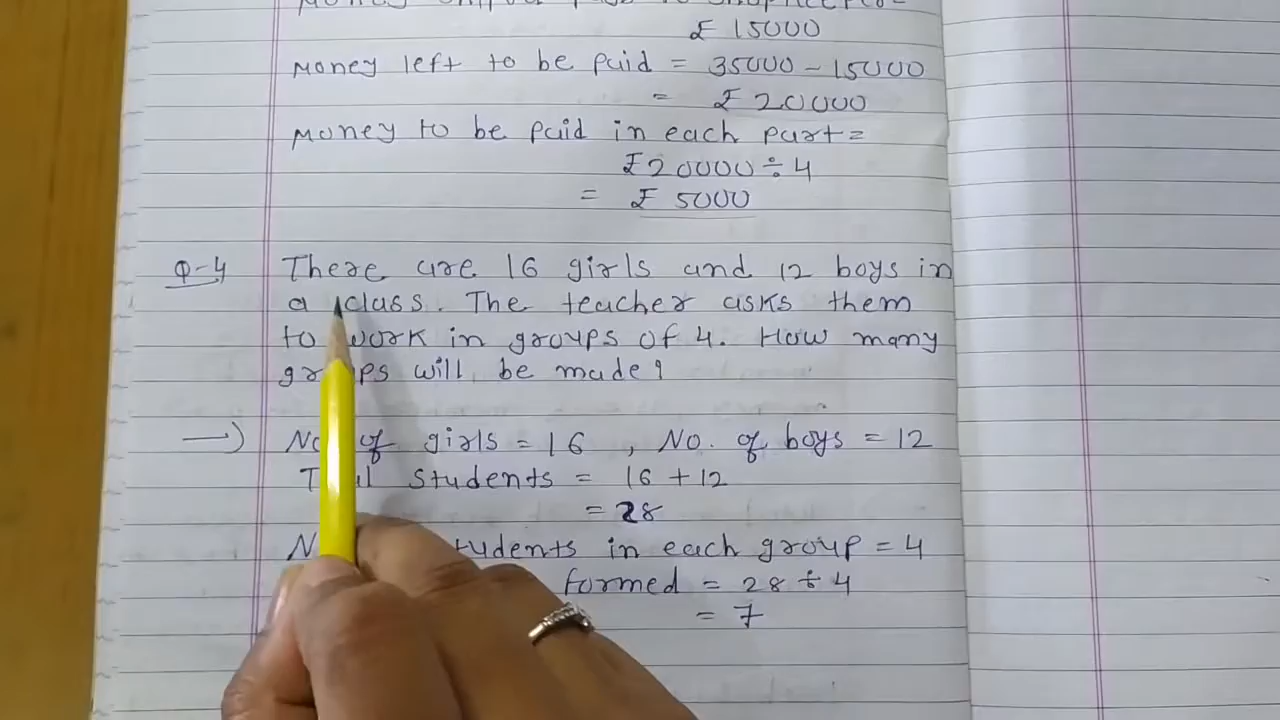 ₹ 15000
Money left to be paid = 35000 - 15000
= ₹ 20000
Money to be paid in each part =
₹ 20000 ÷ 4
= ₹ 5000
Q-4 There are 16 girls and 12 boys in
a class. The teacher asks them
to work in groups of 4. How many
groups will be made?
→) No of girls = 16 , No. of boys = 12
Total students = 16 + 12
= 28
students in each group = 4
formed = 28 ÷ 4
= 7